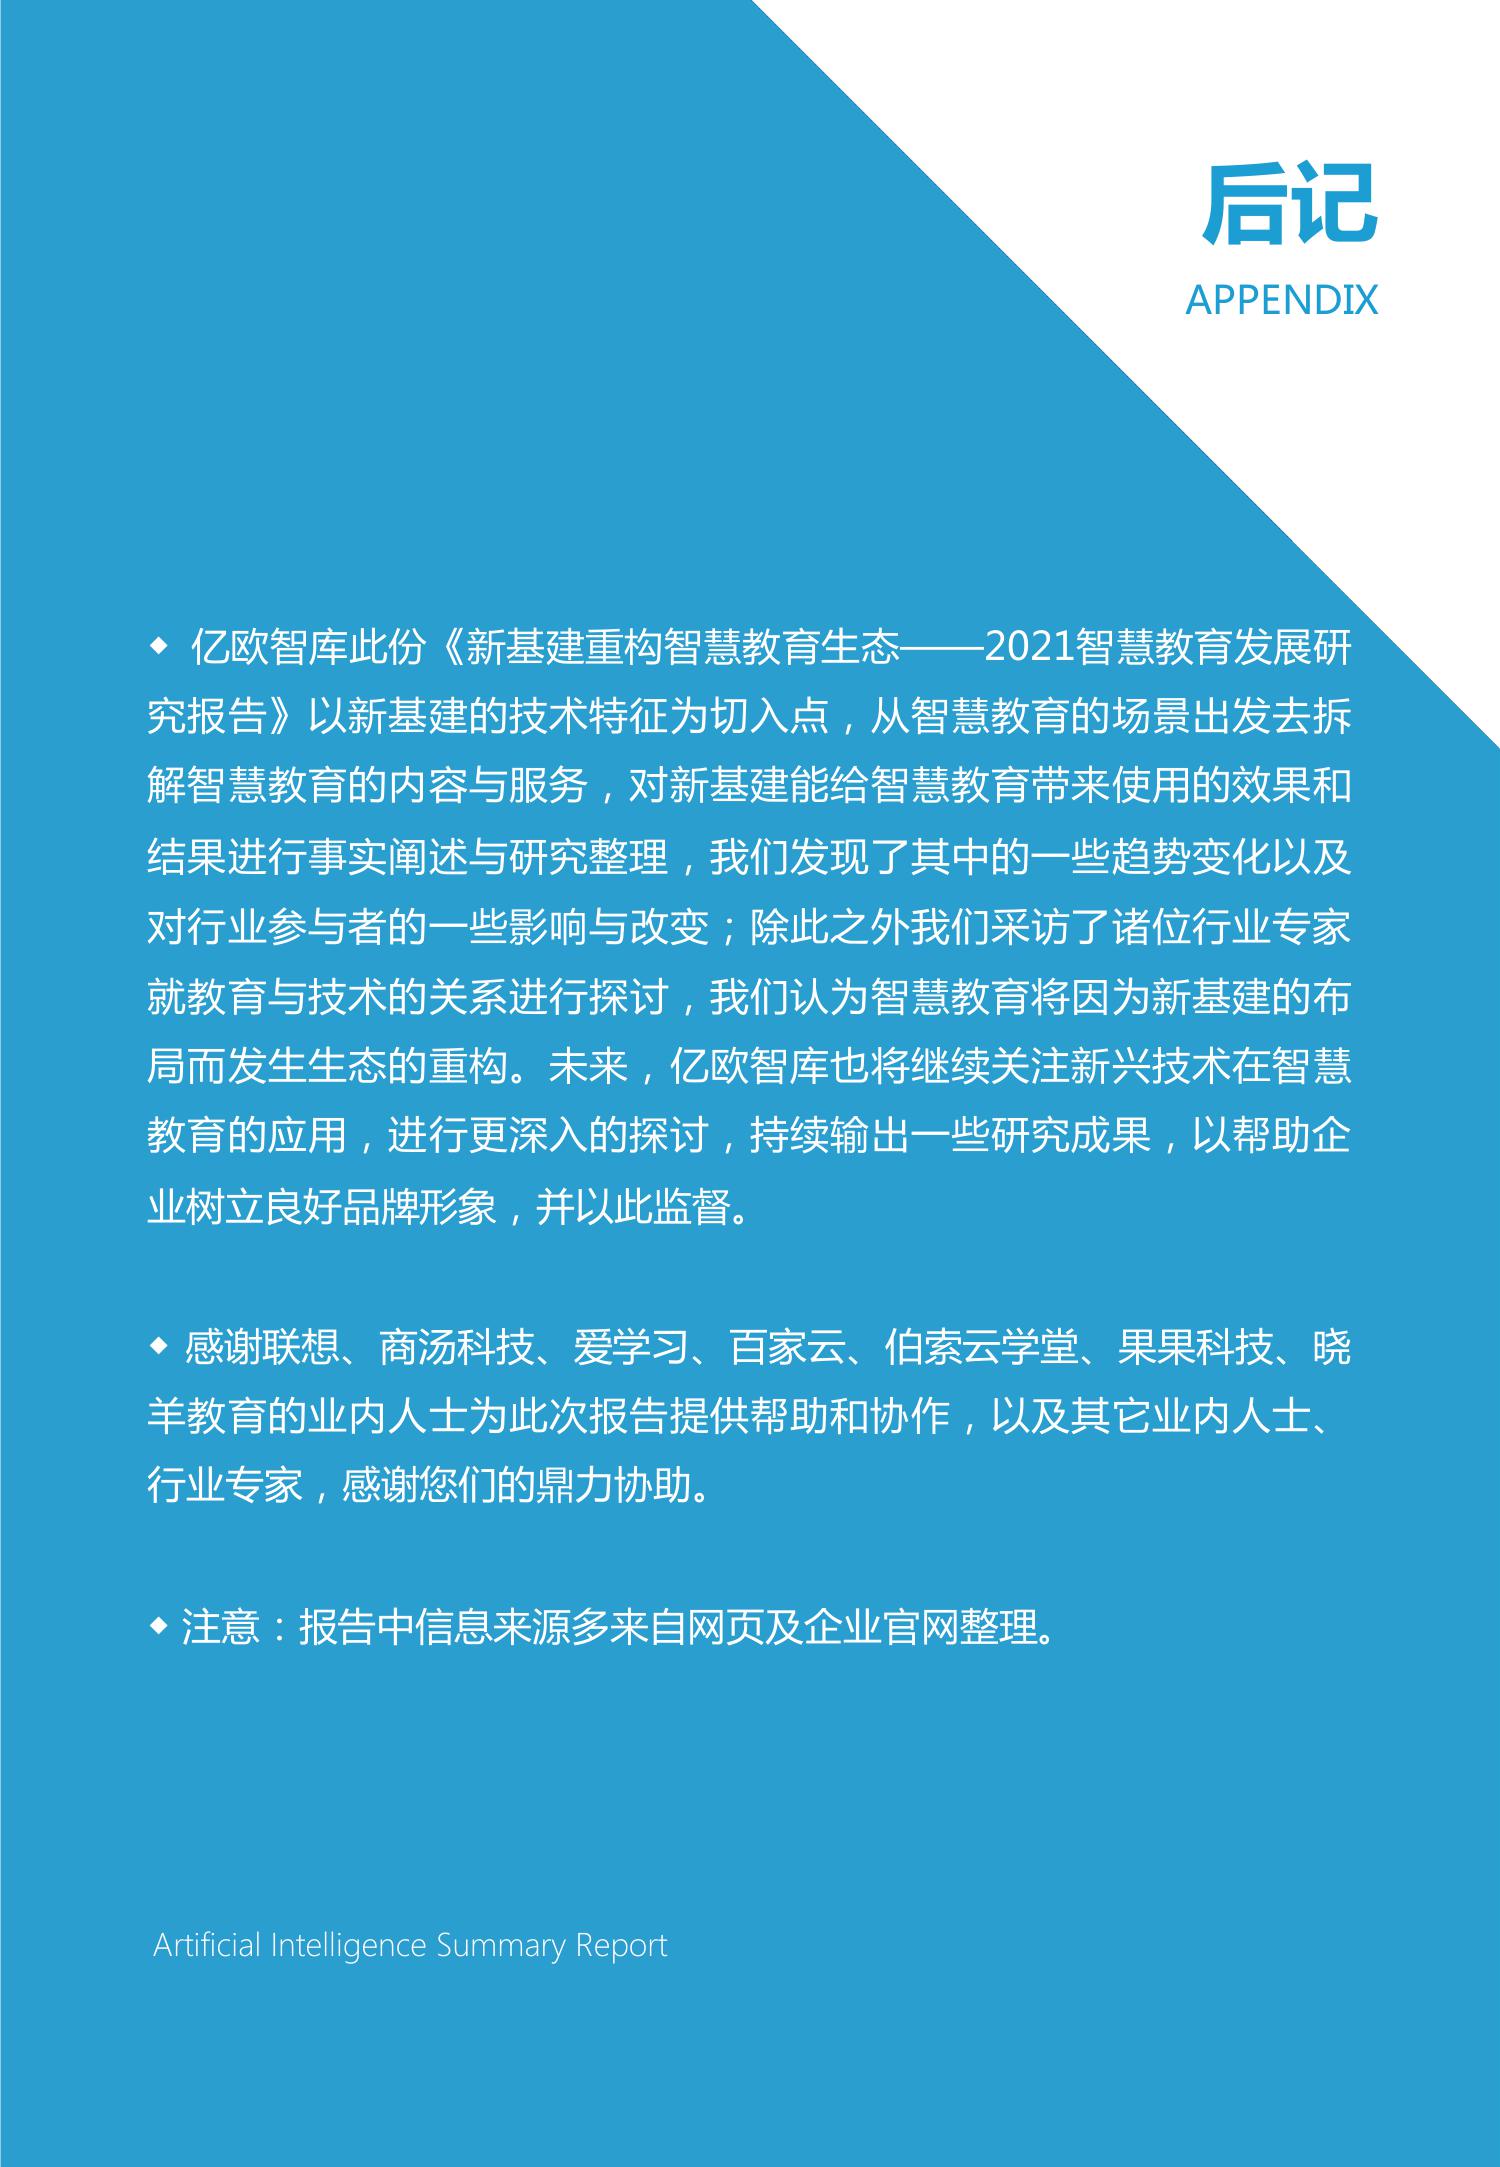 后记
APPENDIX
◆ 亿欧智库此份《新基建重构智慧教育生态——2021智慧教育发展研
究报告》以新基建的技术特征为切入点，从智慧教育的场景出发去拆
解智慧教育的内容与服务，对新基建能给智慧教育带来使用的效果和
结果进行事实阐述与研究整理，我们发现了其中的一些趋势变化以及
对行业参与者的一些影响与改变；除此之外我们采访了诸位行业专家
就教育与技术的关系进行探讨，我们认为智慧教育将因为新基建的布
局而发生生态的重构。未来，亿欧智库也将继续关注新兴技术在智慧
教育的应用，进行更深入的探讨，持续输出一些研究成果，以帮助企
业树立良好品牌形象，并以此监督。
◆ 感谢联想、商汤科技、爱学习、百家云、伯索云学堂、果果科技、晓
羊教育的业内人士为此次报告提供帮助和协作，以及其它业内人士、
行业专家，感谢您们的鼎力协助。
◆ 注意：报告中信息来源多来自网页及企业官网整理。
Artificial Intelligence Summary Report